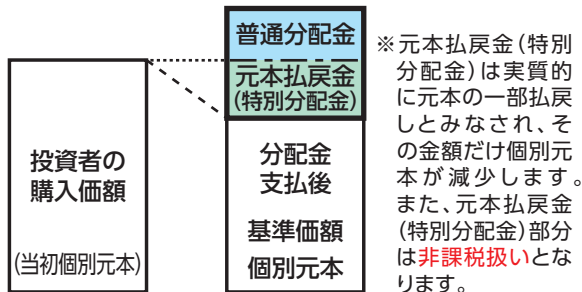 普通分配金
元本払戻金
(特別分配金)
投資者の
購入価額
(当初個別元本)
分配金
支払後
基準価額
個別元本
※元本払戻金(特別
分配金)は実質的
に元本の一部払戻
しとみなされ、そ
の金額だけ個別元
本が減少します。
また、元本払戻金
(特別分配金)部分
は非課税扱いとな
ります。